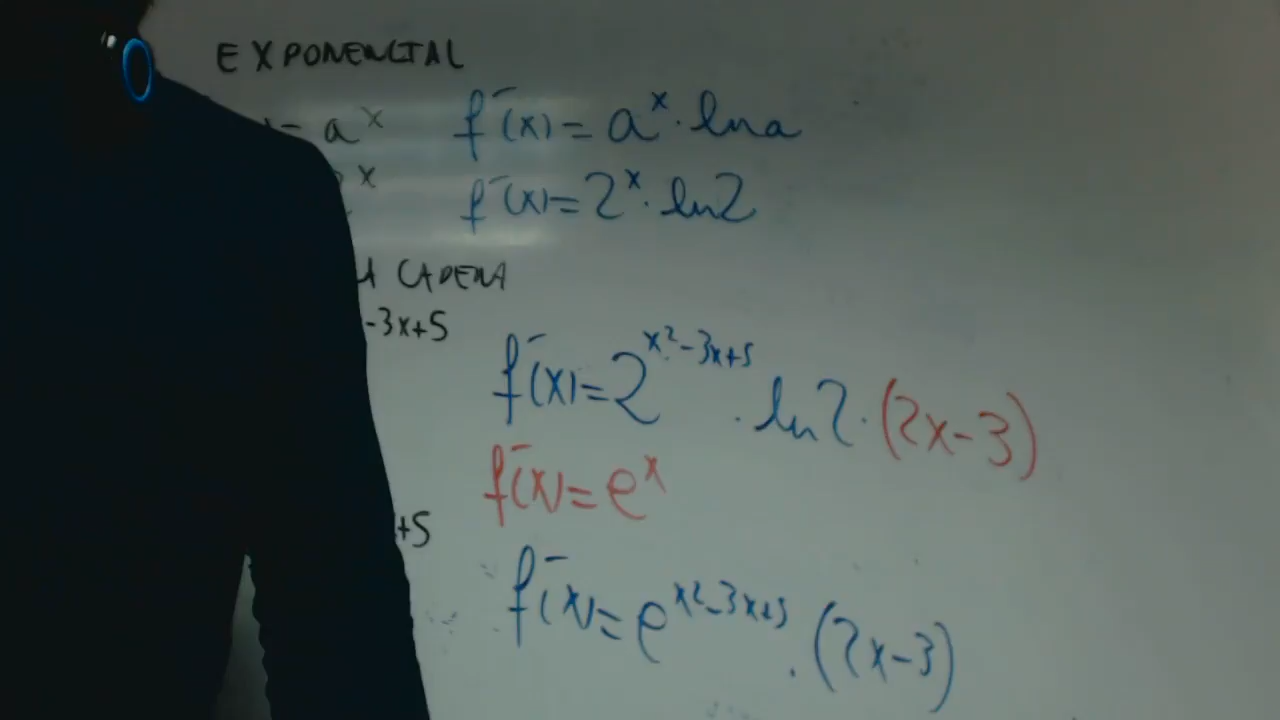 EXPONENCIAL
= a^x f'(x) = a^x · ln a
x f'(x) = 2^x · ln 2
A CADENA
-3x+5
f'(x) = 2^(x²-3x+5) · ln 2 · (2x-3)
f'(x) = e^x
+5
f'(x) = e^(x²-3x+5) · (2x-3)